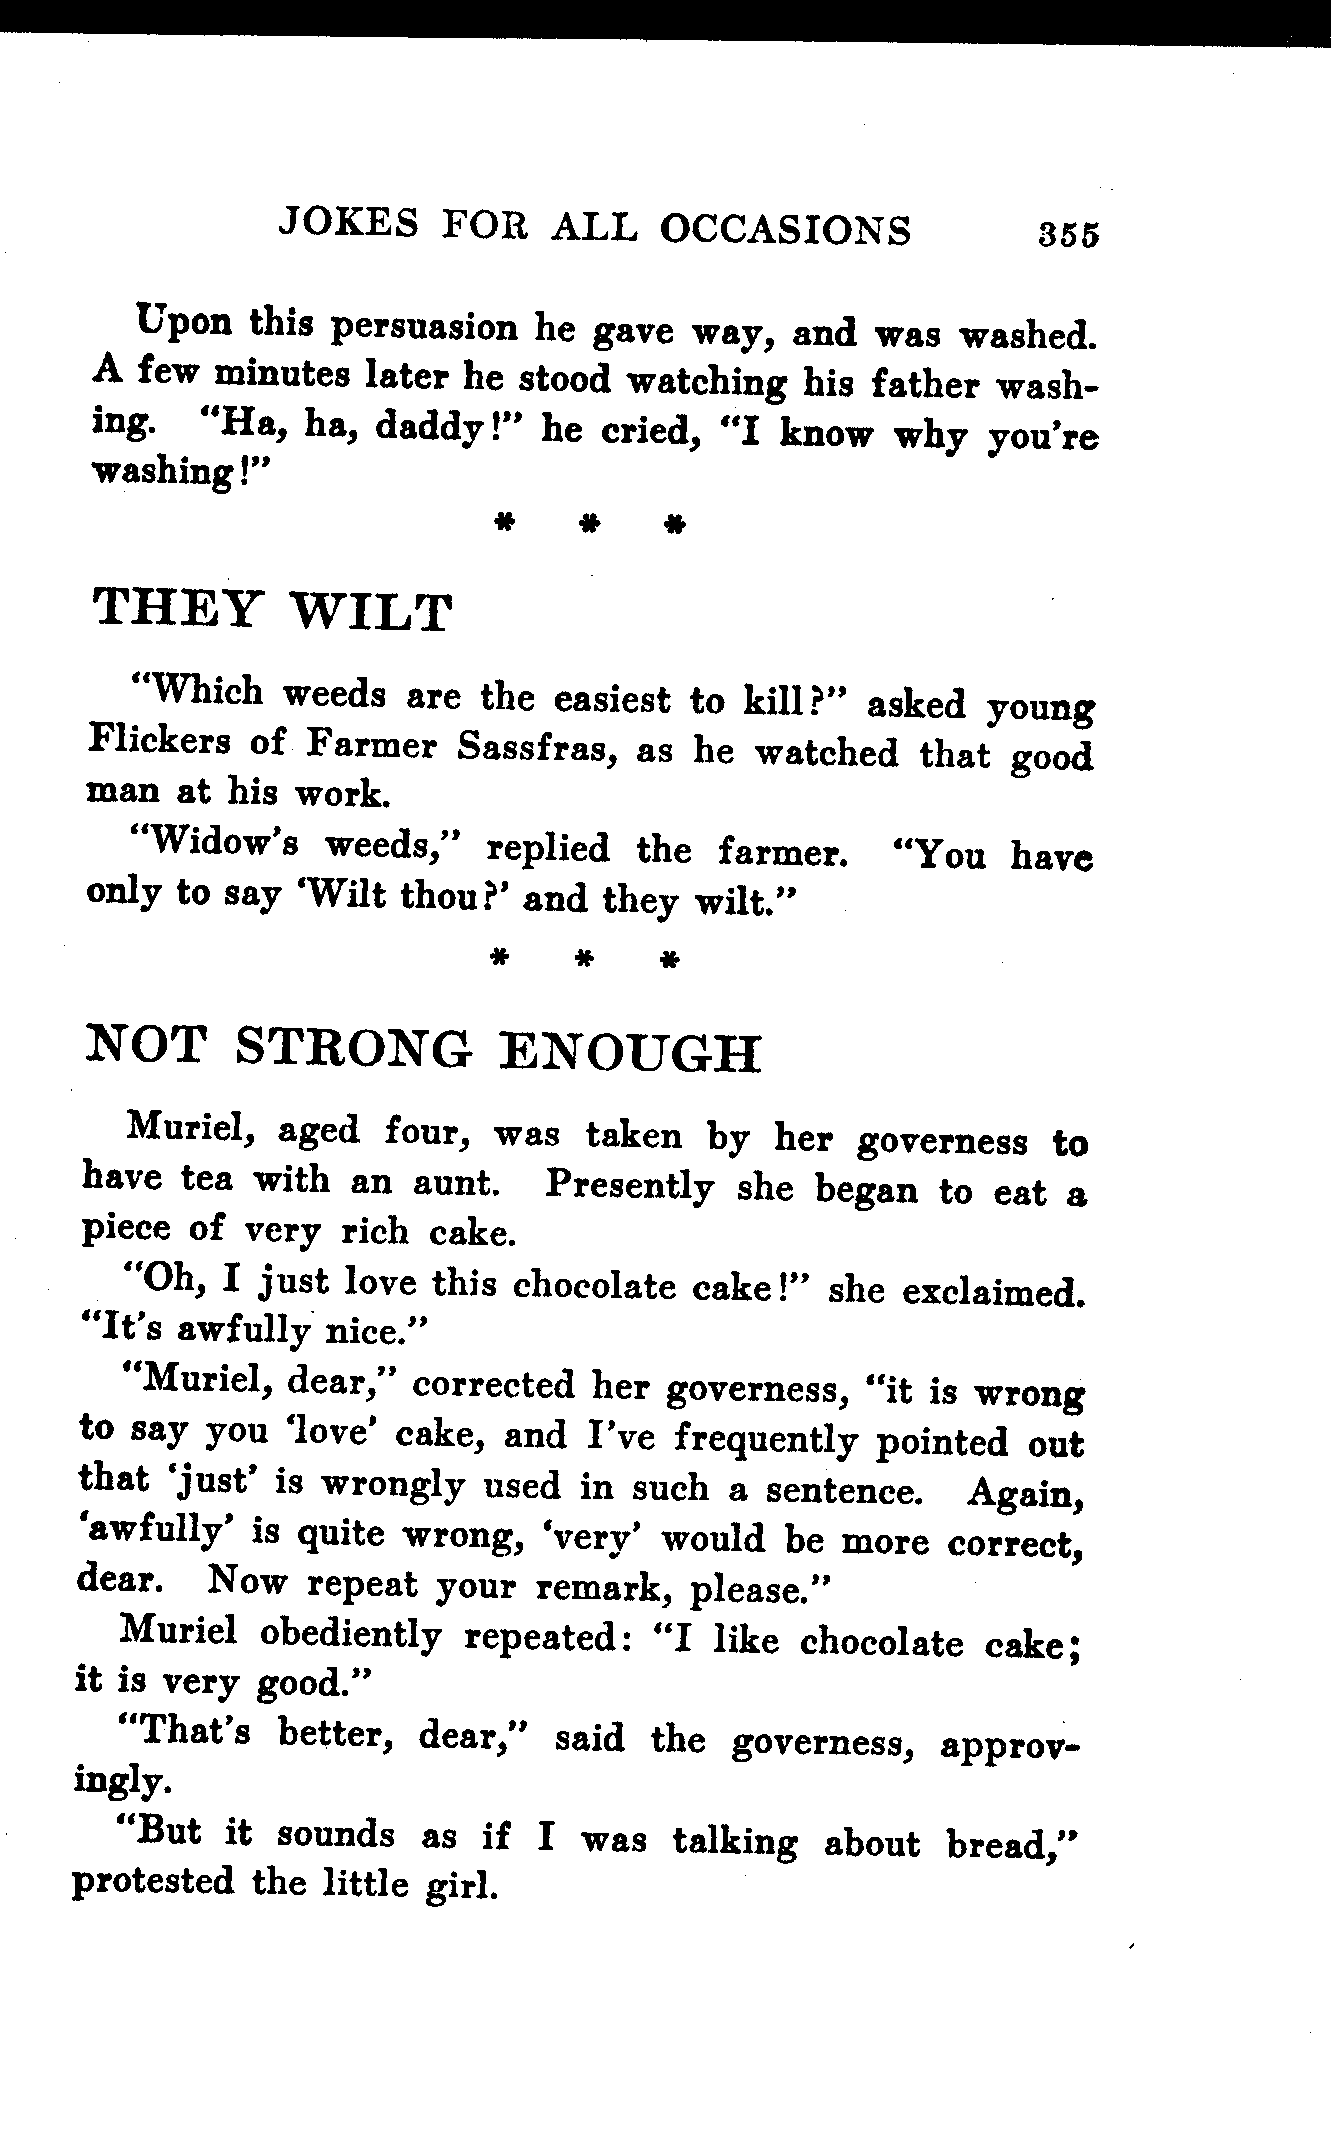 JOKES FOR ALL OCCASIONS 355
Upon this persuasion he gave way, and was washed.
A few minutes later he stood watching his father wash-
ing. "Ha, ha, daddy!" he cried, "I know why you're
washing!"
* * *
THEY WILT
"Which weeds are the easiest to kill?" asked young
Flickers of Farmer Sassfras, as he watched that good
man at his work.
"Widow's weeds," replied the farmer. "You have
only to say 'Wilt thou?' and they wilt."
* * *
NOT STRONG ENOUGH
Muriel, aged four, was taken by her governess to
have tea with an aunt. Presently she began to eat a
piece of very rich cake.
"Oh, I just love this chocolate cake!" she exclaimed.
"It's awfully nice."
"Muriel, dear," corrected her governess, "it is wrong
to say you 'love' cake, and I've frequently pointed out
that 'just' is wrongly used in such a sentence. Again,
'awfully' is quite wrong, 'very' would be more correct,
dear. Now repeat your remark, please."
Muriel obediently repeated: "I like chocolate cake;
it is very good."
"That's better, dear," said the governess, approv-
ingly.
"But it sounds as if I was talking about bread,"
protested the little girl.